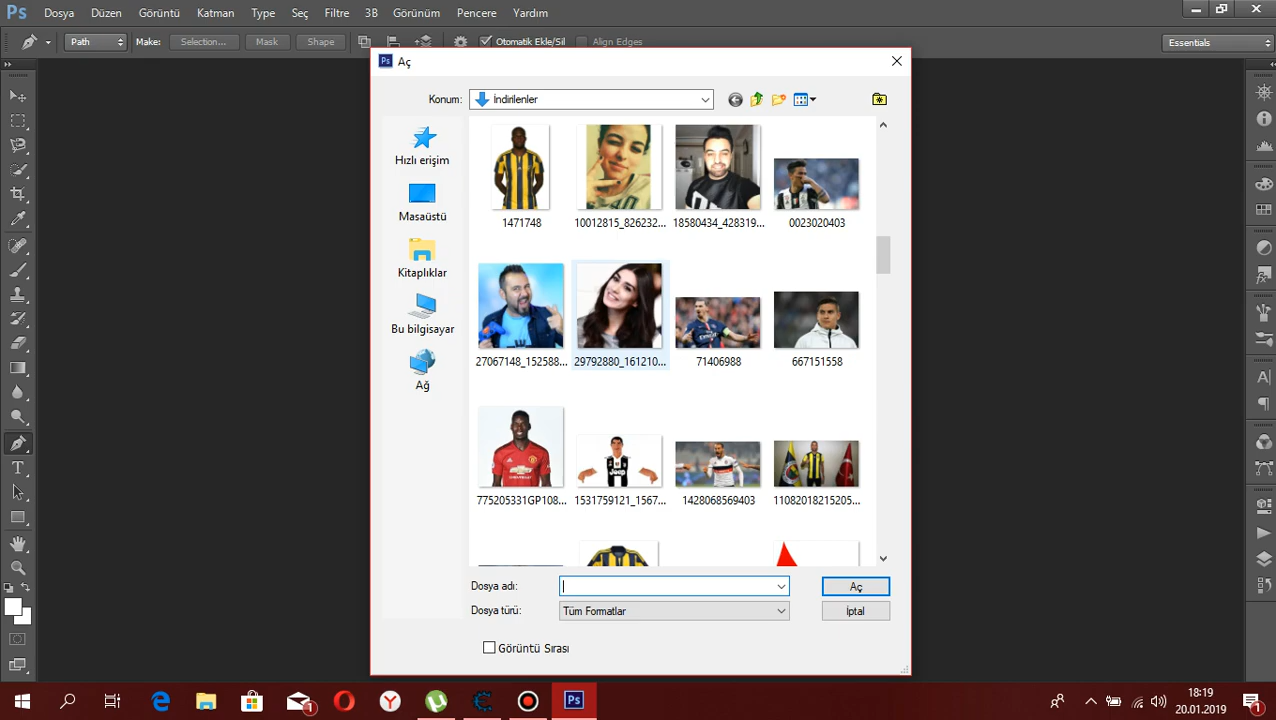 Ps Dosya Düzen Görüntü Katman Type Seç Filtre 3B Görünüm Pencere Yardım
Path Make: Selection... Mask Shape Otomatik Ekle/Sil Align Edges Essentials
Ps Aç
Konum: İndirilenler
Hızlı erişim
Masaüstü
Kitaplıklar
Bu bilgisayar
Ağ
1471748 10012815_826232... 18580434_428319... 0023020403
27067148_152588... 29792880_161210... 71406988 667151558
775205331GP108... 1531759121_1567... 1428068569403 11082018215205...
Dosya adı: Aç
Dosya türü: Tüm Formatlar İptal
Görüntü Sırası
18:19
20.01.2019